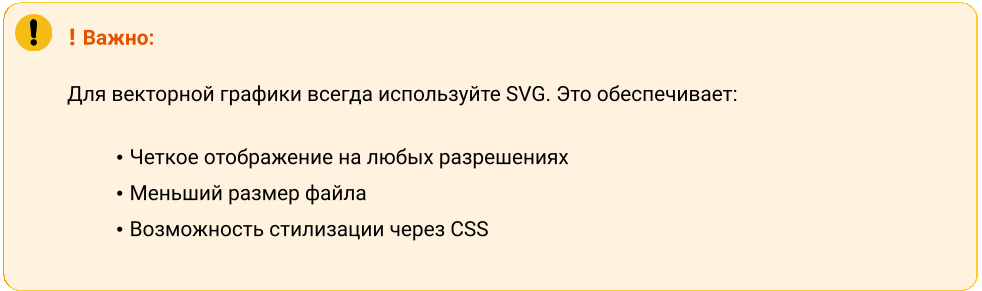 ! Важно:
Для векторной графики всегда используйте SVG. Это обеспечивает:
• Четкое отображение на любых разрешениях
• Меньший размер файла
• Возможность стилизации через CSS